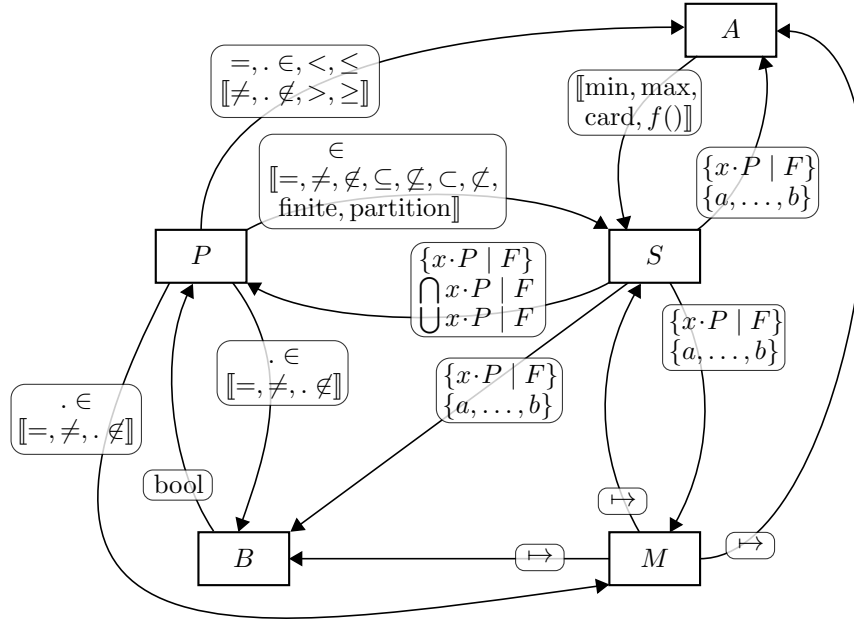 A
=, . ∈, <, ≤
⟦≠, . ∉, >, ≥⟧
⟦min, max,
card, f()⟧
{x·P | F}
{a, . . . , b}
∈
⟦=, ≠, ∉, ⊆, ⊈, ⊂, ⊄,
finite, partition⟧
P
S
{x·P | F}
⋂ x·P | F
⋃ x·P | F
{x·P | F}
{a, . . . , b}
. ∈
⟦=, ≠, . ∉⟧
{x·P | F}
{a, . . . , b}
. ∈
⟦=, ≠, . ∉⟧
bool
↦
↦
B
↦
M